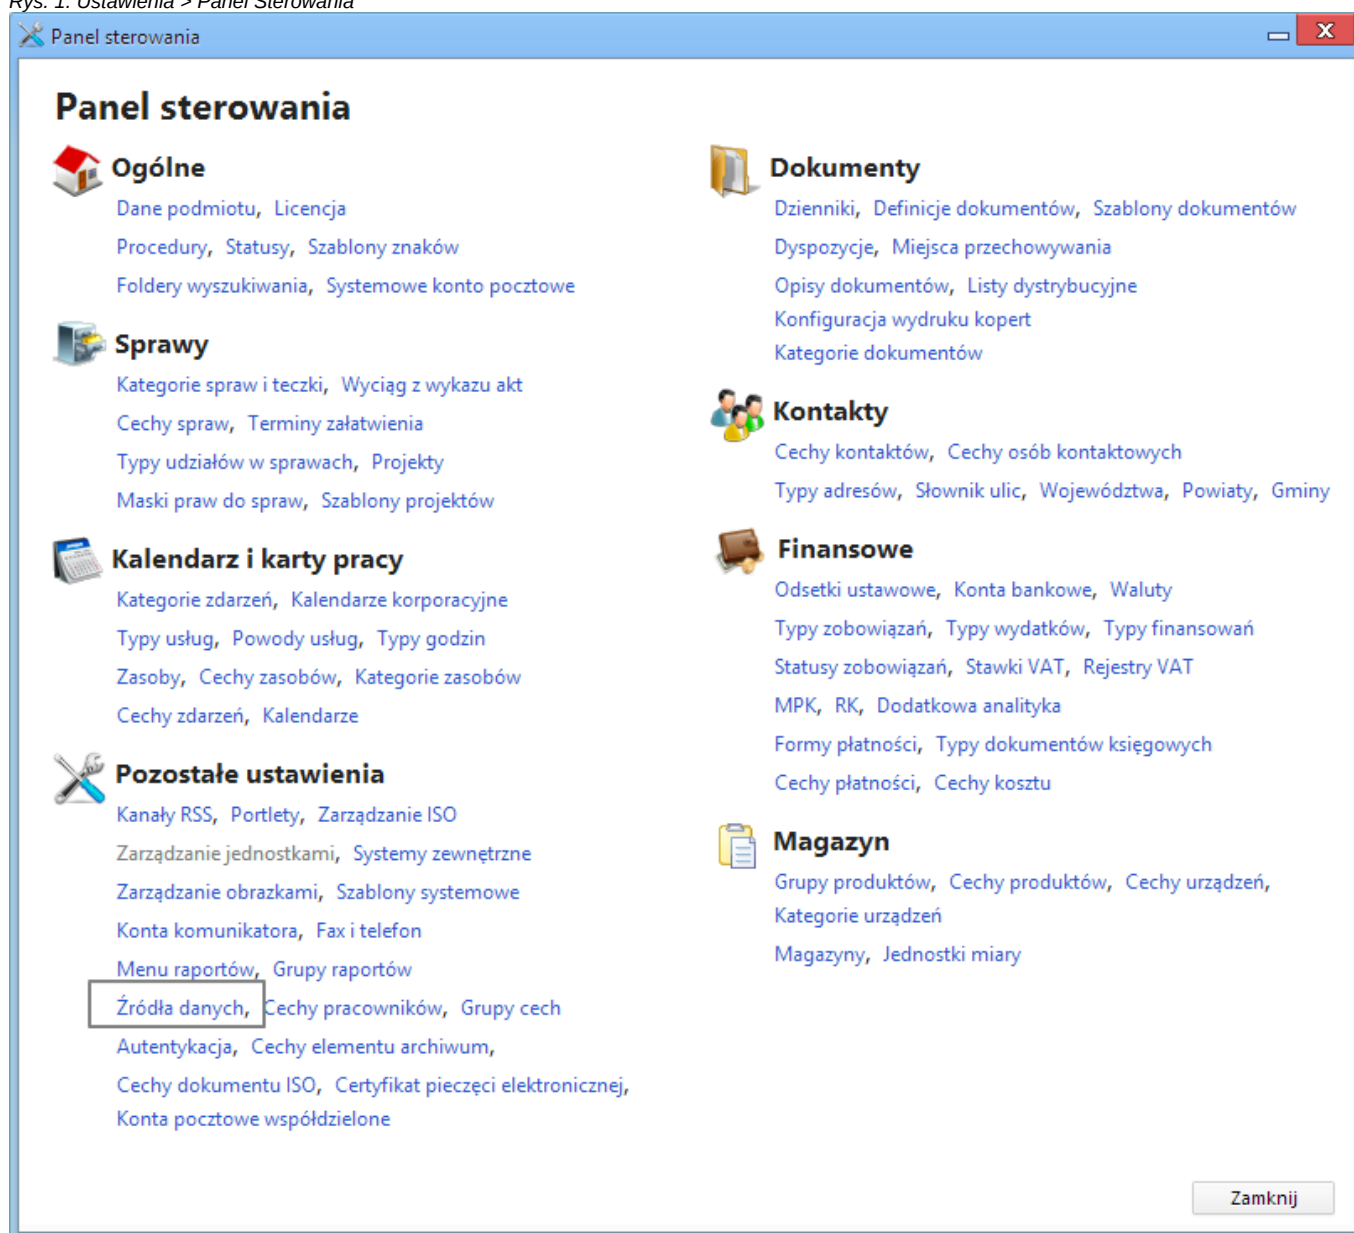 Rys. 1. Ustawienia > Panel Sterowania
Panel sterowania
Panel sterowania
Ogólne
Dane podmiotu, Licencja
Procedury, Statusy, Szablony znaków
Foldery wyszukiwania, Systemowe konto pocztowe
Sprawy
Kategorie spraw i teczki, Wyciąg z wykazu akt
Cechy spraw, Terminy załatwienia
Typy udziałów w sprawach, Projekty
Maski praw do spraw, Szablony projektów
Kalendarz i karty pracy
Kategorie zdarzeń, Kalendarze korporacyjne
Typy usług, Powody usług, Typy godzin
Zasoby, Cechy zasobów, Kategorie zasobów
Cechy zdarzeń, Kalendarze
Pozostałe ustawienia
Kanały RSS, Portlety, Zarządzanie ISO
Zarządzanie jednostkami, Systemy zewnętrzne
Zarządzanie obrazkami, Szablony systemowe
Konta komunikatora, Fax i telefon
Menu raportów, Grupy raportów
Źródła danych, Cechy pracowników, Grupy cech
Autentykacja, Cechy elementu archiwum,
Cechy dokumentu ISO, Certyfikat pieczęci elektronicznej,
Konta pocztowe współdzielone
Dokumenty
Dzienniki, Definicje dokumentów, Szablony dokumentów
Dyspozycje, Miejsca przechowywania
Opisy dokumentów, Listy dystrybucyjne
Konfiguracja wydruku kopert
Kategorie dokumentów
Kontakty
Cechy kontaktów, Cechy osób kontaktowych
Typy adresów, Słownik ulic, Województwa, Powiaty, Gminy
Finansowe
Odsetki ustawowe, Konta bankowe, Waluty
Typy zobowiązań, Typy wydatków, Typy finansowań
Statusy zobowiązań, Stawki VAT, Rejestry VAT
MPK, RK, Dodatkowa analityka
Formy płatności, Typy dokumentów księgowych
Cechy płatności, Cechy kosztu
Magazyn
Grupy produktów, Cechy produktów, Cechy urządzeń,
Kategorie urządzeń
Magazyny, Jednostki miary
Zamknij